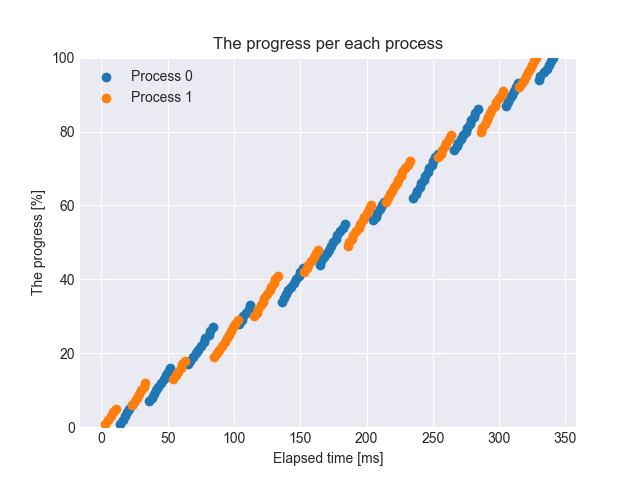 The progress per each process
100
80
60
40
20
0
The progress [%]
Process 0
Process 1
0 50 100 150 200 250 300 350
Elapsed time [ms]